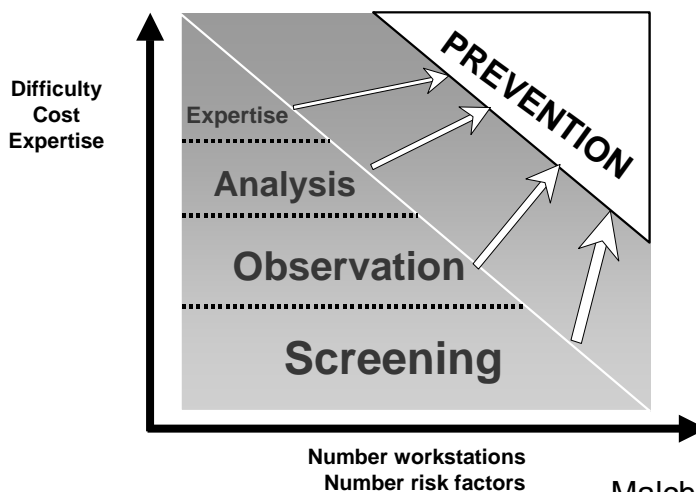 Difficulty
Cost
Expertise
PREVENTION
Expertise
Analysis
Observation
Screening
Number workstations
Number risk factors